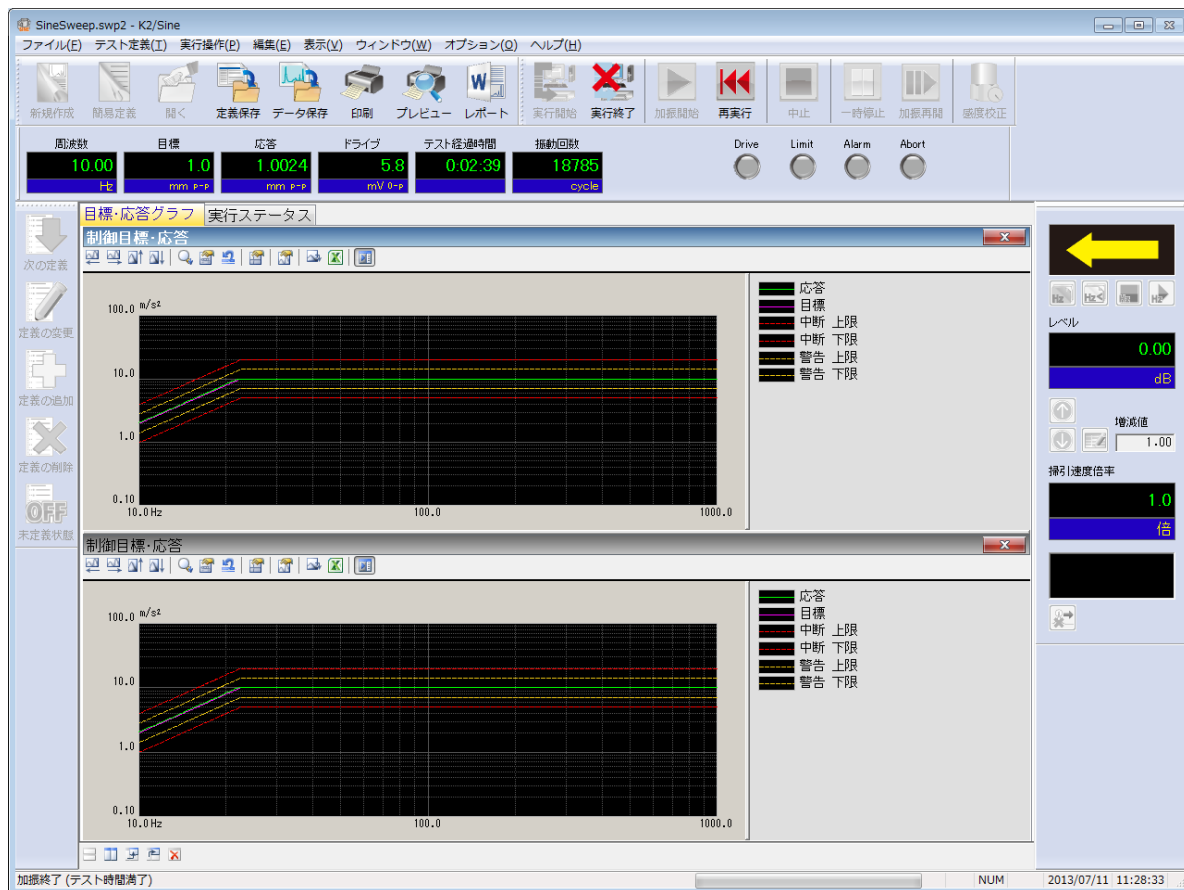 SineSweep.swp2 - K2/Sine
ファイル(F) テスト定義(T) 実行操作(P) 編集(E) 表示(V) ウィンドウ(W) オプション(O) ヘルプ(H)
新規作成 簡易定義 開く 定義保存 データ保存 印刷 プレビュー レポート 実行開始 実行終了 加振開始 再実行 中止 一時停止 加振再開 感度校正
周波数 目標 応答 ドライブ テスト経過時間 振動回数 Drive Limit Alarm Abort
10.00 1.0 1.0024 5.8 0:02:39 18785
Hz mm p-p mm p-p mV 0-p cycle
目標・応答グラフ 実行ステータス
次の定義
定義の変更
定義の追加
定義の削除
OFF
未定義状態
制御目標・応答
100.0 m/s²
10.0
1.0
0.10
10.0Hz 100.0 1000.0
応答
目標
中断 上限
中断 下限
警告 上限
警告 下限
制御目標・応答
100.0 m/s²
10.0
1.0
0.10
10.0Hz 100.0 1000.0
応答
目標
中断 上限
中断 下限
警告 上限
警告 下限
レベル
0.00
dB
増減値
1.00
掃引速度倍率
1.0
倍
加振終了 (テスト時間満了) NUM 2013/07/11 11:28:33